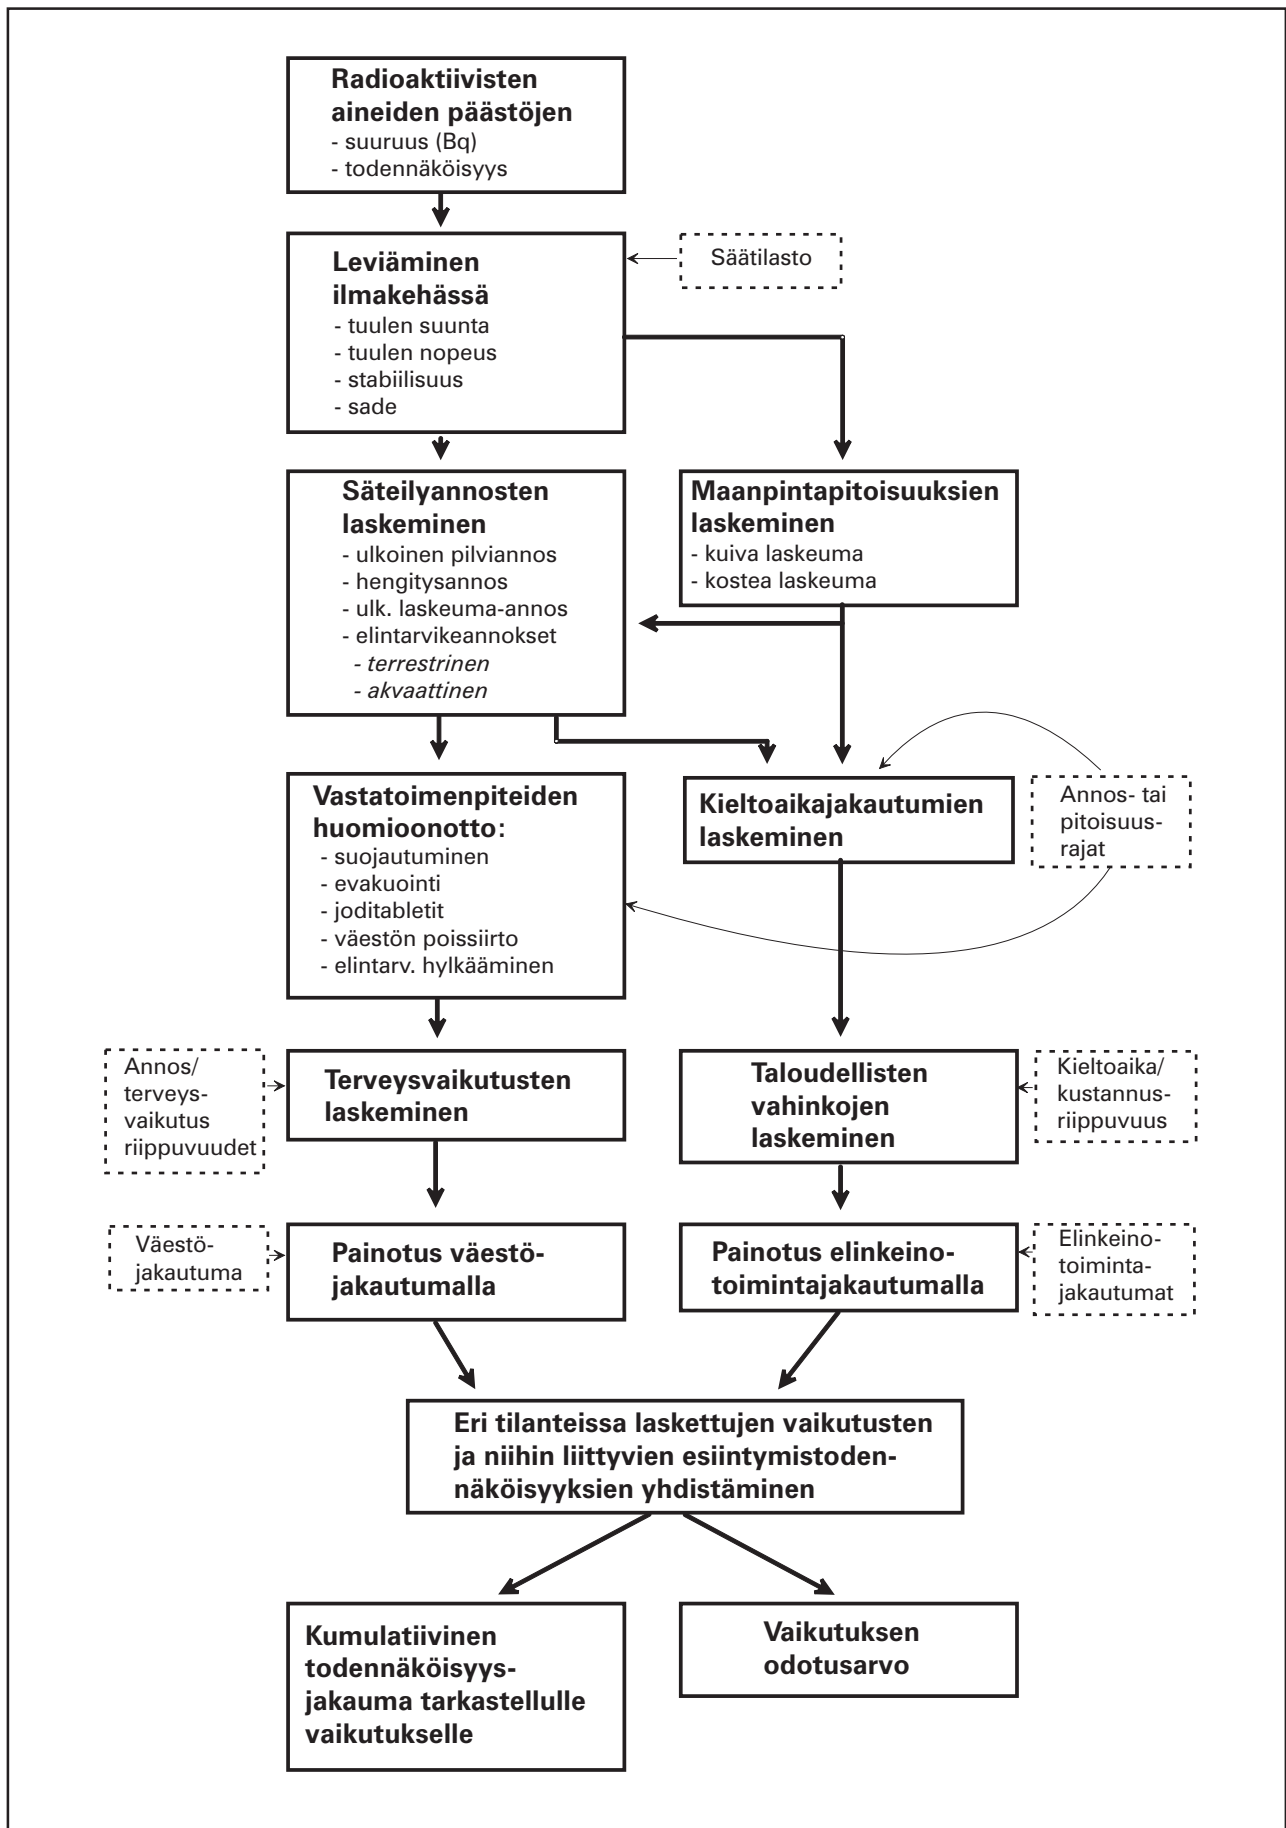 Radioaktiivisten
aineiden päästöjen
- suuruus (Bq)
- todennäköisyys
Leviäminen
ilmakehässä
- tuulen suunta
- tuulen nopeus
- stabiilisuus
- sade
Säätilasto
Säteilyannosten
laskeminen
- ulkoinen pilviannos
- hengitysannos
- ulk. laskeuma-annos
- elintarvikeannokset
- terrestrinen
- akvaattinen
Maanpintapitoisuuksien
laskeminen
- kuiva laskeuma
- kostea laskeuma
Vastatoimenpiteiden
huomioonotto:
- suojautuminen
- evakuointi
- joditabletit
- väestön poissiirto
- elintarv. hylkääminen
Kieltoaikajakautumien
laskeminen
Annos- tai
pitoisuus-
rajat
Annos/
terveys-
vaikutus
riippuvuudet
Terveysvaikutusten
laskeminen
Taloudellisten
vahinkojen
laskeminen
Kieltoaika/
kustannus-
riippuvuus
Väestö-
jakautuma
Painotus väestö-
jakautumalla
Painotus elinkeino-
toimintajakautumalla
Elinkeino-
toiminta-
jakautumat
Eri tilanteissa laskettujen vaikutusten
ja niihin liittyvien esiintymistoden-
näköisyyksien yhdistäminen
Kumulatiivinen
todennäköisyys-
jakauma tarkastellulle
vaikutukselle
Vaikutuksen
odotusarvo